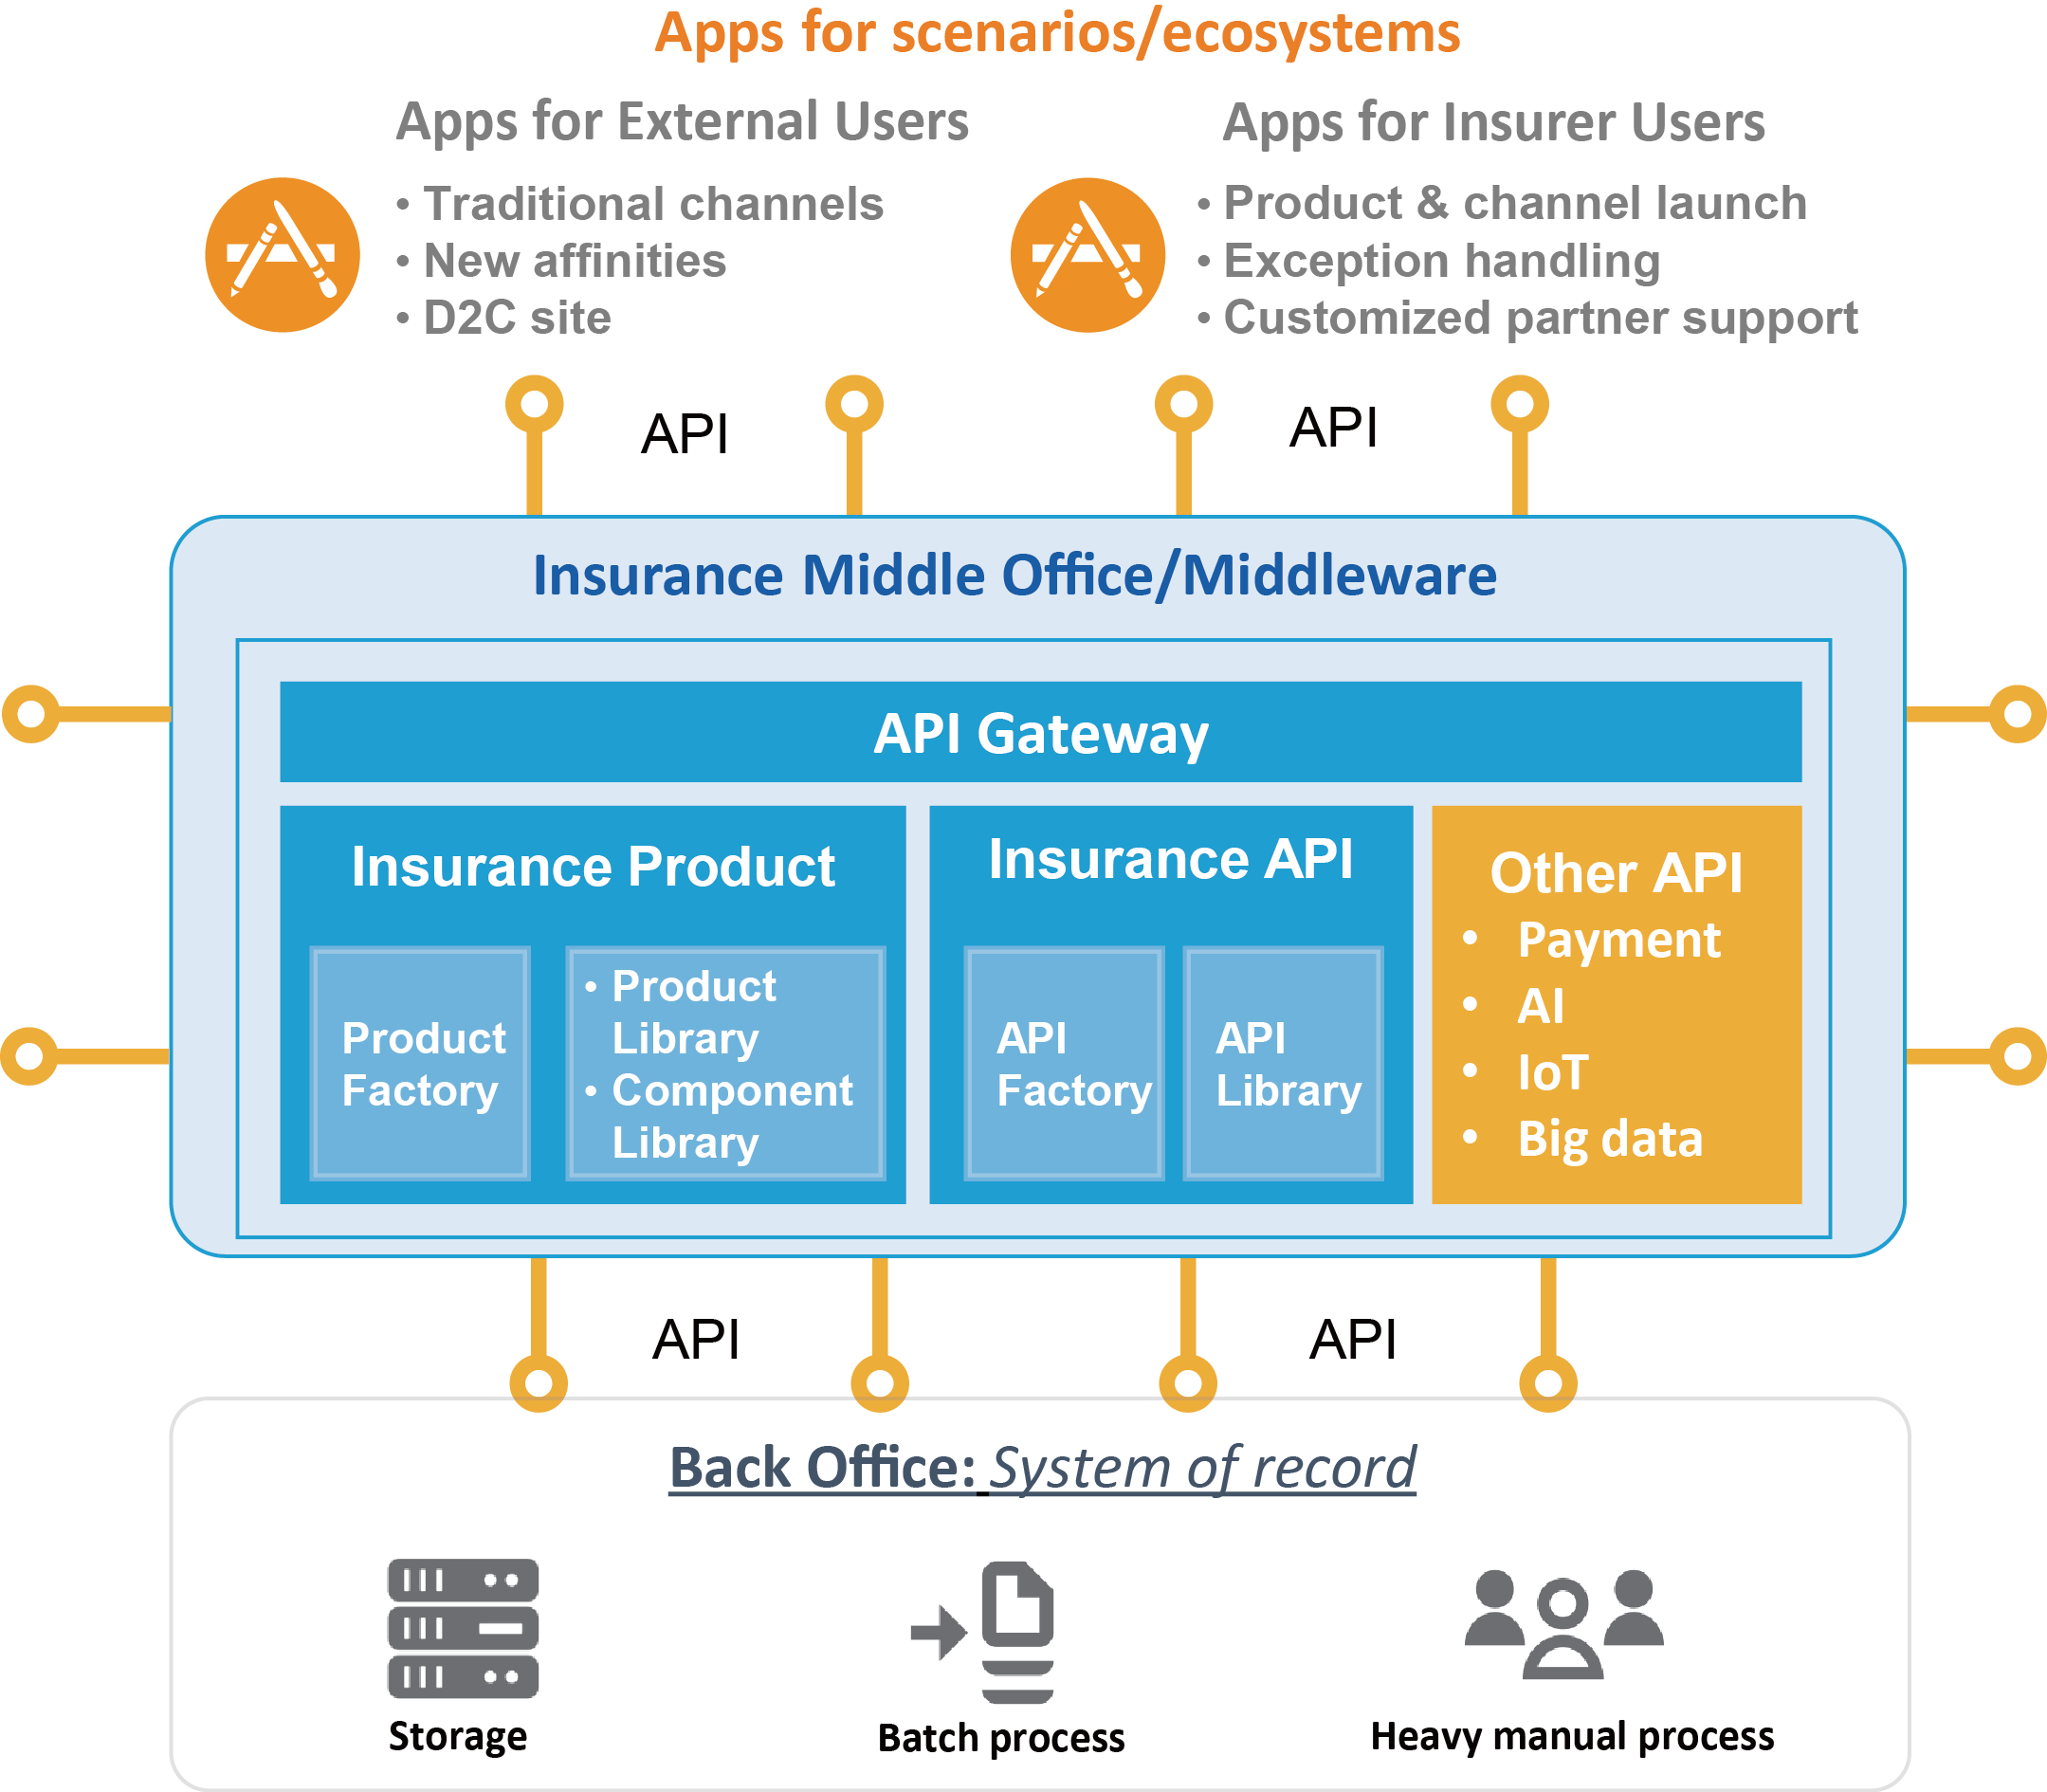 Apps for scenarios/ecosystems
Apps for External Users
• Traditional channels
• New affinities
• D2C site
Apps for Insurer Users
• Product & channel launch
• Exception handling
• Customized partner support
API
API
Insurance Middle Office/Middleware
API Gateway
Insurance Product
Product
Factory
• Product
Library
• Component
Library
Insurance API
API
Factory
API
Library
Other API
• Payment
• AI
• IoT
• Big data
API
API
Back Office: System of record
Storage
Batch process
Heavy manual process